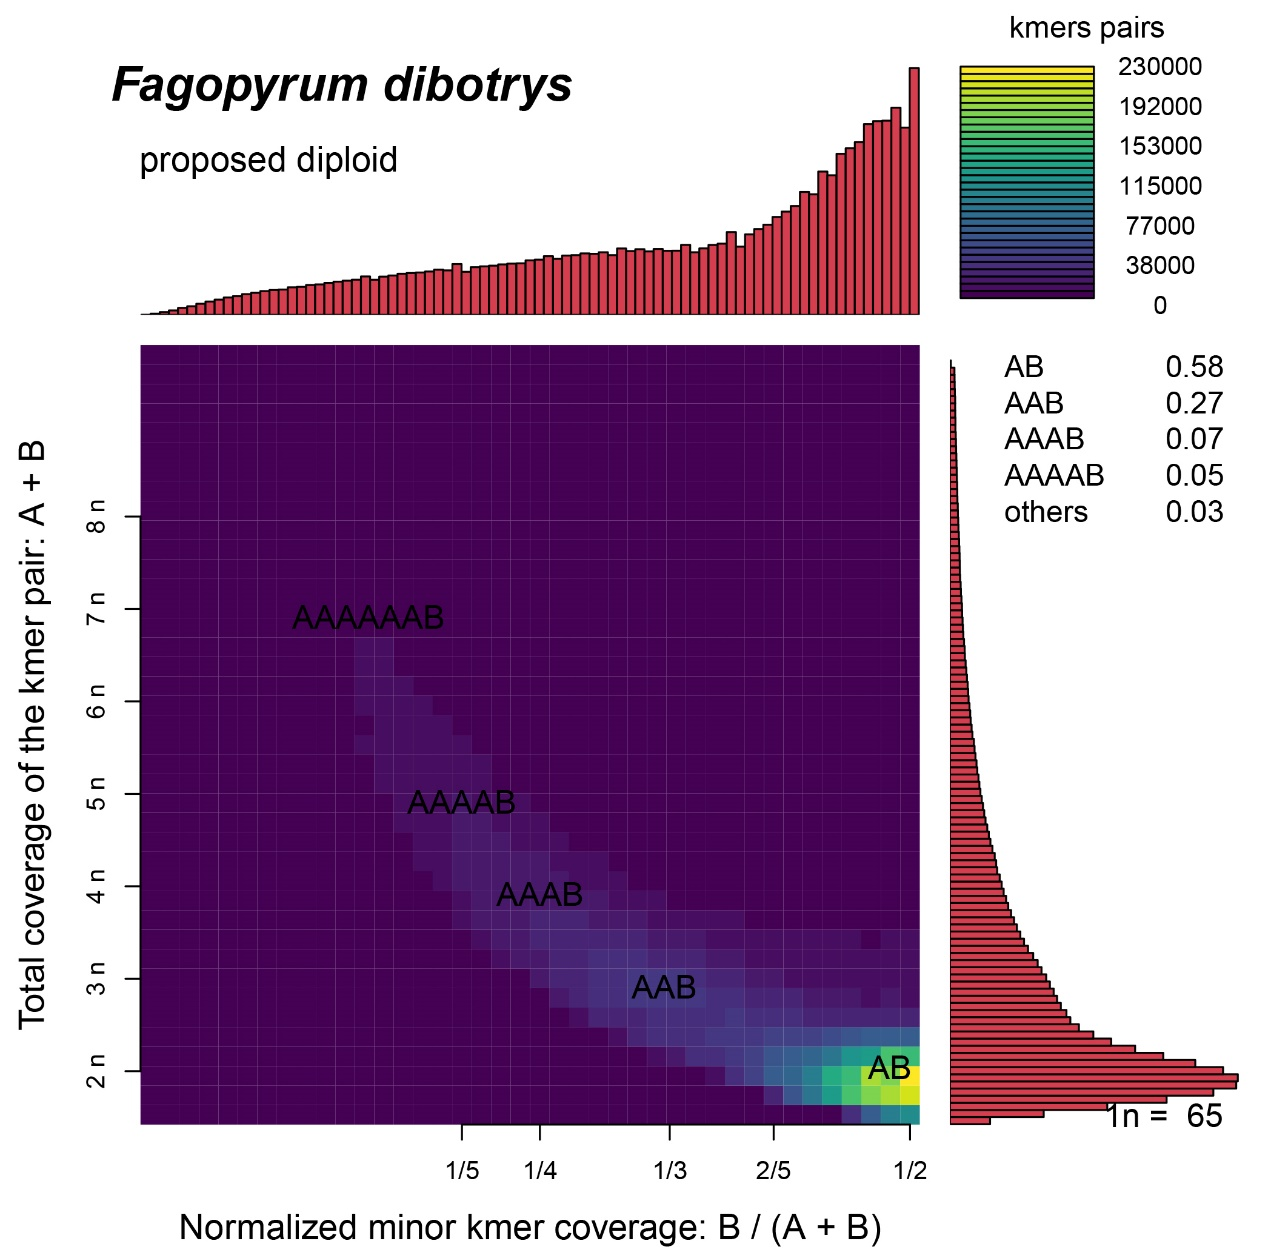 Fagopyrum dibotrys
proposed diploid
kmers pairs
230000
192000
153000
115000
77000
38000
0
AB 0.58
AAB 0.27
AAAB 0.07
AAAAB 0.05
others 0.03
Total coverage of the kmer pair: A + B
8 n
7 n
6 n
5 n
4 n
3 n
2 n
AAAAAAB
AAAAB
AAAB
AAB
AB
1n = 65
1/5 1/4 1/3 2/5 1/2
Normalized minor kmer coverage: B / (A + B)